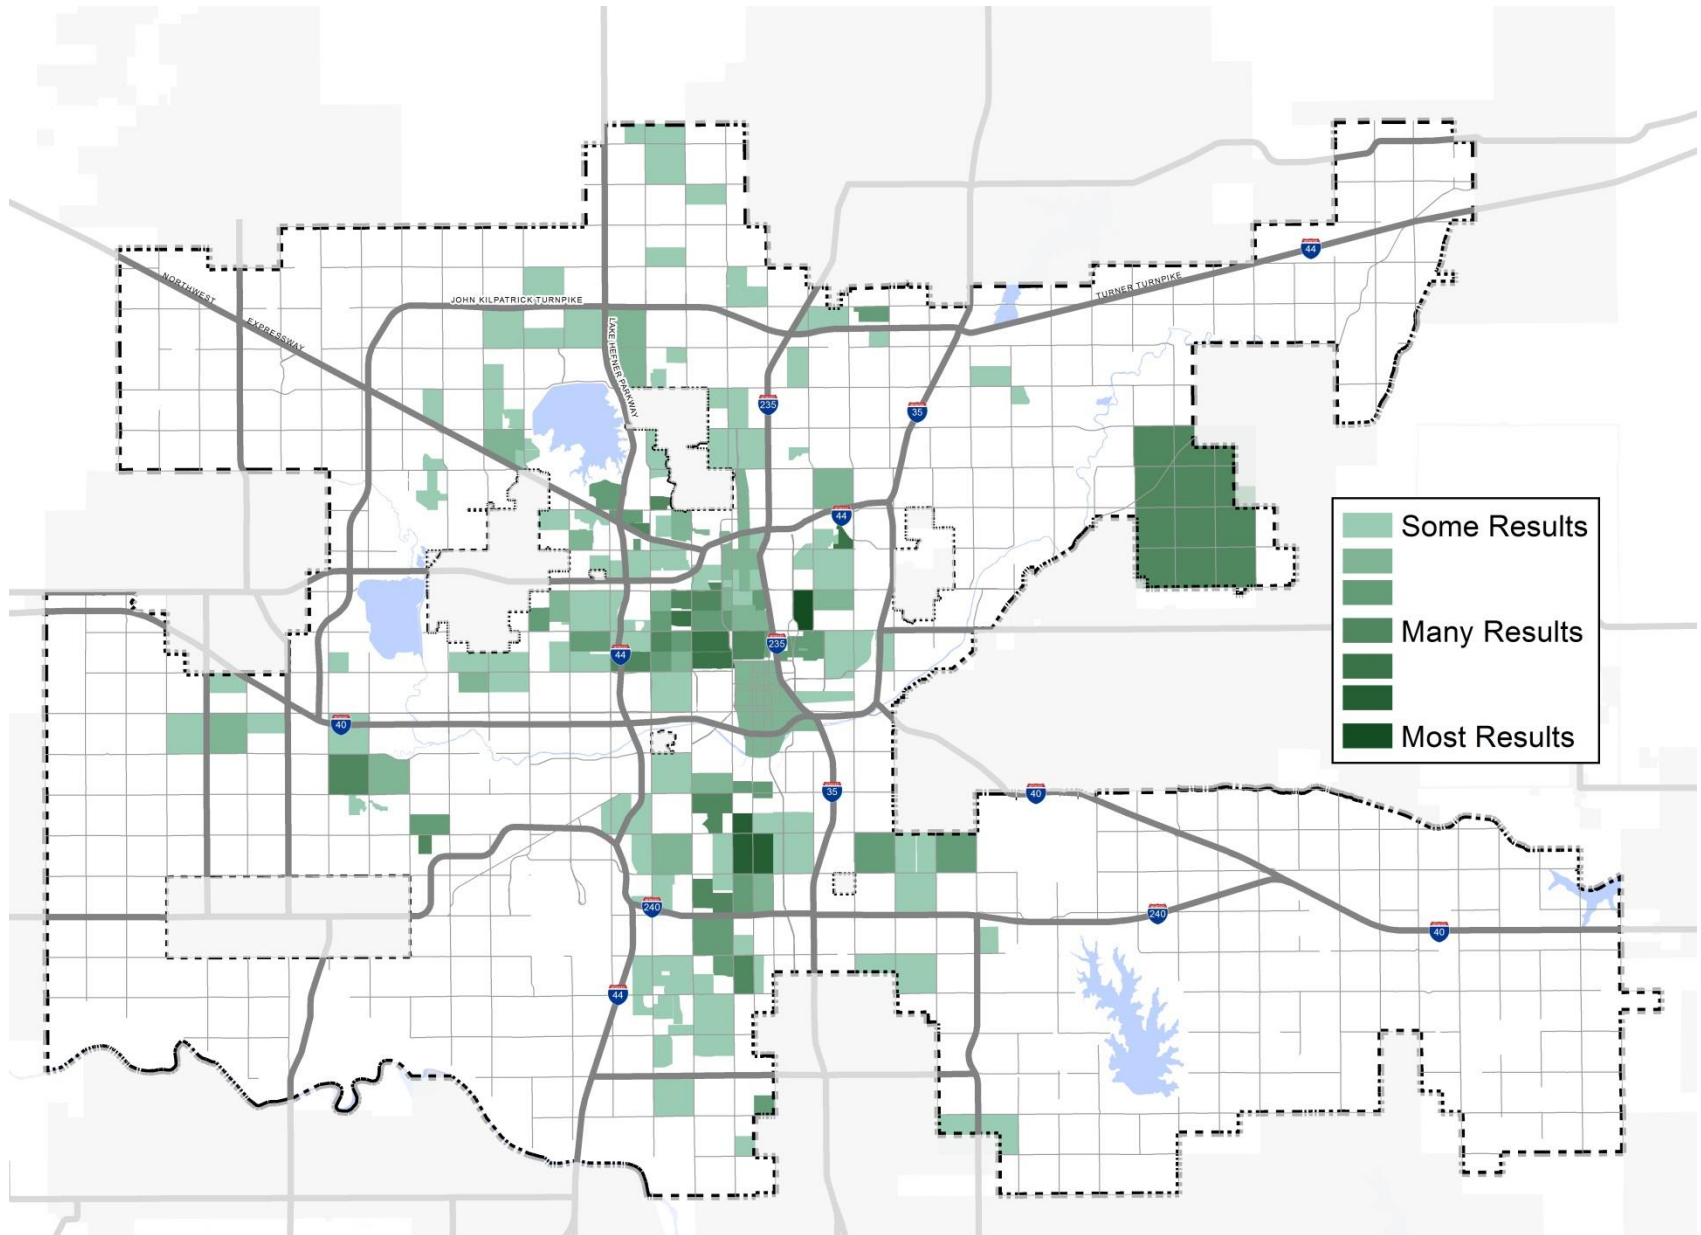 44
TURNER TURNPIKE
NORTHWEST
EXPRESSWAY
JOHN KILPATRICK TURNPIKE
LAKE HEFNER PARKWAY
235
35
44
Some Results
Many Results
Most Results
235
44
40
35
40
240
240
40
44